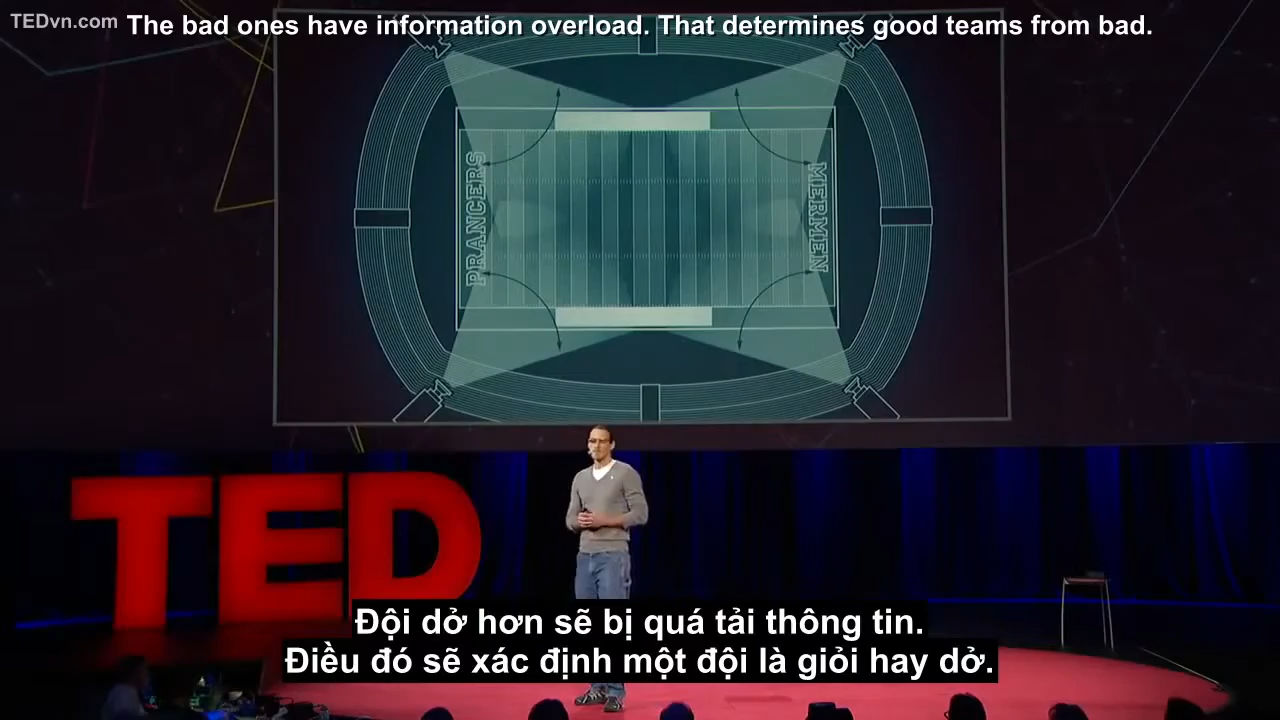 TEDvn.com
The bad ones have information overload. That determines good teams from bad.
PRANCERS
MERMEN
TED
Đội dở hơn sẽ bị quá tải thông tin.
Điều đó sẽ xác định một đội là giỏi hay dở.